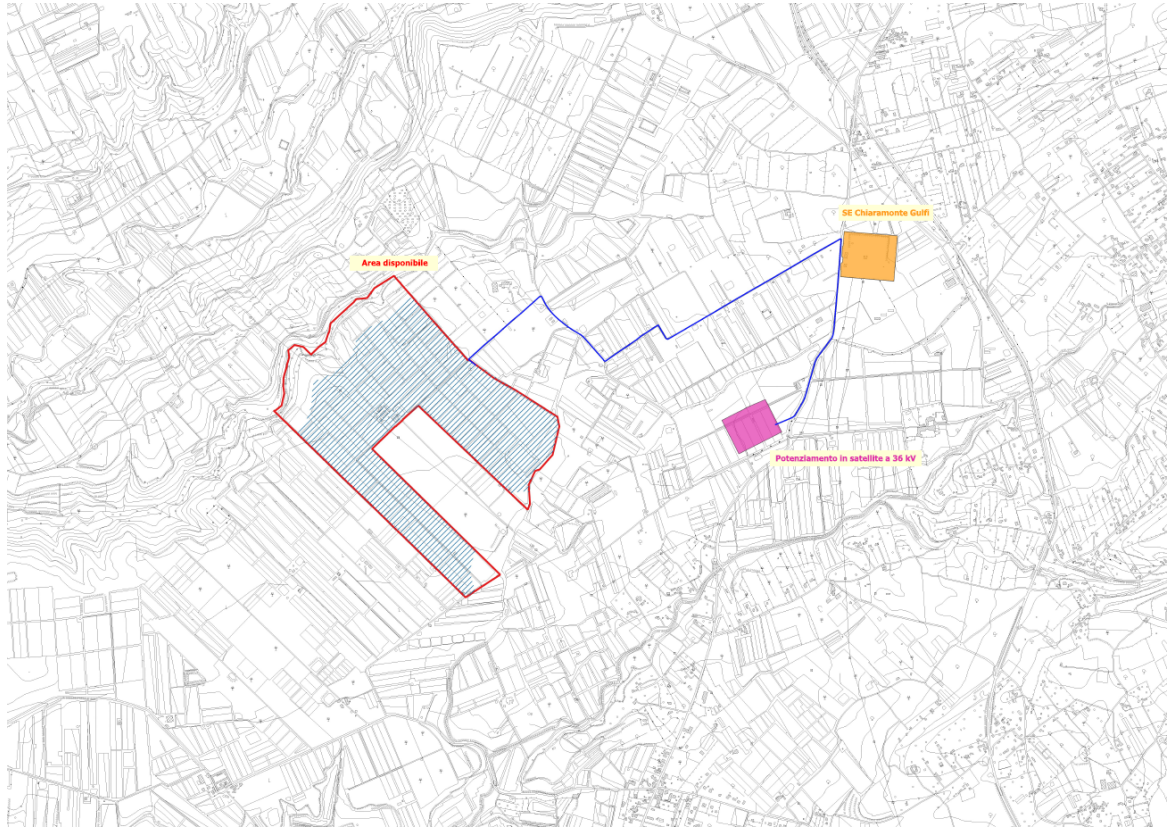 SE Chiaramonte Gulfi
Area disponibile
Potenziamento in satellite a 36 kV